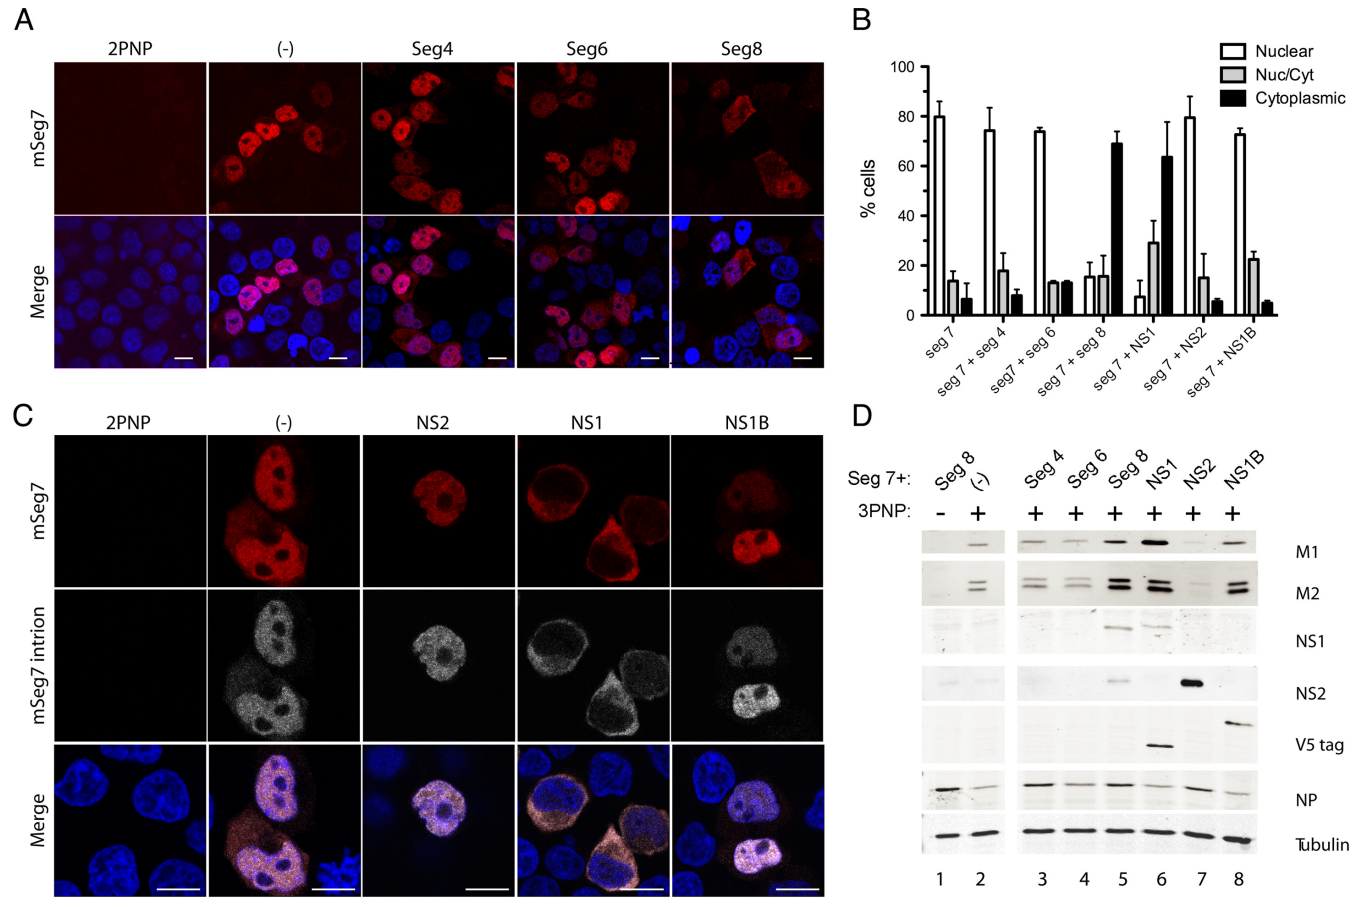 A
2PNP (-) Seg4 Seg6 Seg8
mSeg7
Merge
B
Nuclear
Nuc/Cyt
Cytoplasmic
% cells
100
80
60
40
20
0
seg 7
seg 7 + seg 4
seg7 + seg 6
seg 7 + seg 8
seg 7 + NS1
seg 7 + NS2
seg 7 + NS1B
C
2PNP (-) NS2 NS1 NS1B
mSeg7
mSeg7 intrion
Merge
D
Seg 7+: Seg 8 (-) Seg 4 Seg 6 Seg 8 NS1 NS2 NS1B
3PNP: - + + + + + + +
M1
M2
NS1
NS2
V5 tag
NP
Tubulin
1 2 3 4 5 6 7 8